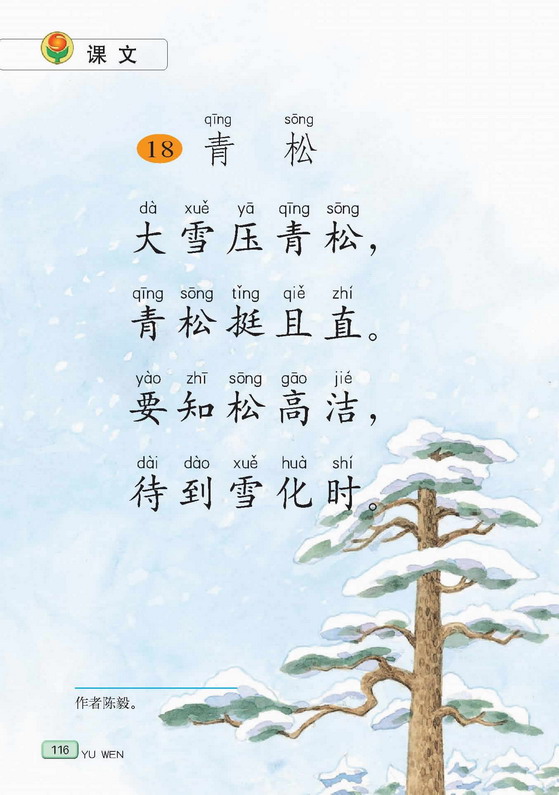 课文
qīng sōng
18 青 松
dà xuě yā qīng sōng
大雪压青松，
qīng sōng tǐng qiě zhí
青松挺且直。
yào zhī sōng gāo jié
要知松高洁，
dài dào xuě huà shí
待到雪化时。
作者陈毅。
116 YU WEN